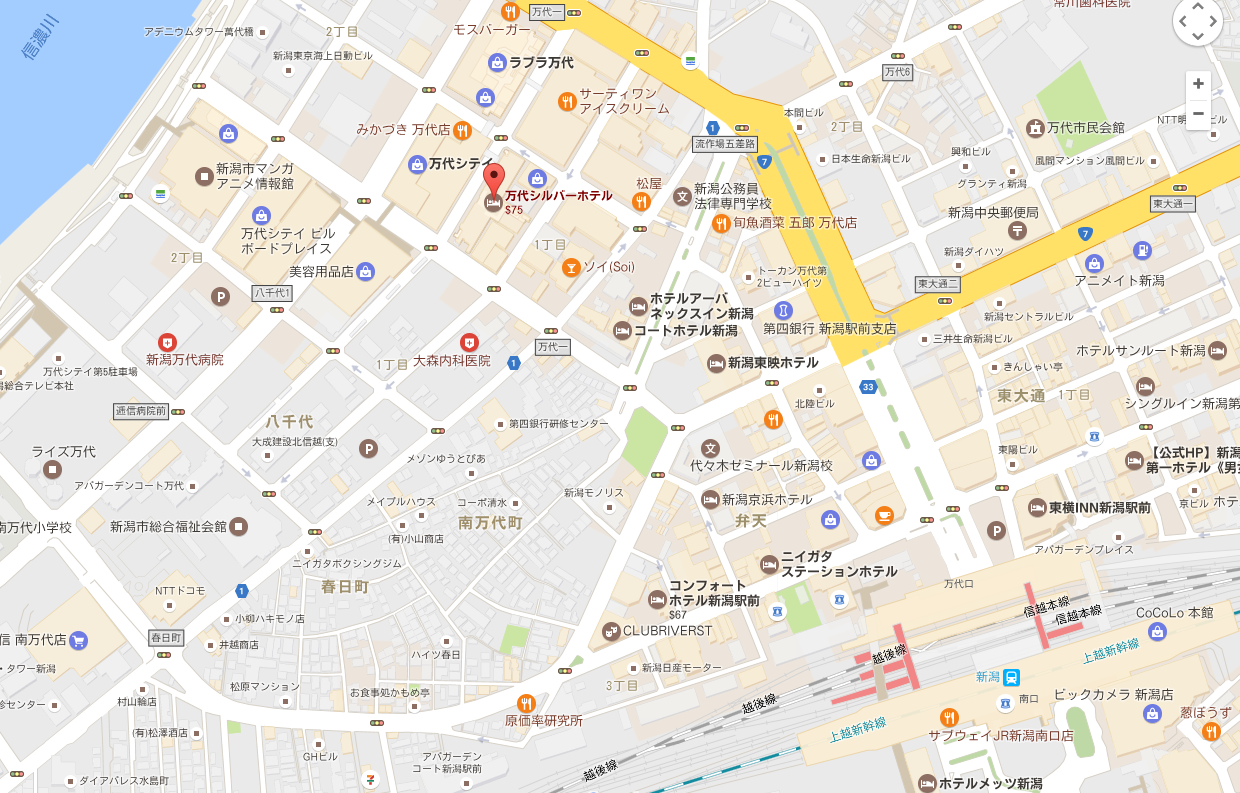 信濃川
万代一
常川歯科医院
アデニウムタワー萬代橋
2丁目
モスバーガー
新潟東京海上日動ビル
ラブラ万代
万代6
サーティワン
アイスクリーム
本間ビル
みかづき 万代店
1
2丁目
万代市民会館
流作場五差路
興和ビル
万代シテイ
7
日本生命新潟ビル
風間マンション風間ビル
新潟市マンガ
アニメ情報館
松屋
グランティ新潟
万代シルバーホテル
$75
新潟公務員
法律専門学校
東大通一
万代シテイ ビル
ボードプレイス
旬魚酒菜 五郎 万代店
新潟中央郵便局
7
1丁目
新潟ダイハツ
2丁目
美容用品店
ゾイ(Soi)
トーカン万代第
2ビューハイツ
アニメイト新潟
東大通二
P
八千代1
ホテルアーバ
ネックスイン新潟
コートホテル新潟
第四銀行 新潟駅前支店
新潟セントラルビル
三井生命新潟ビル
新潟万代病院
1丁目
大森内科医院
1
万代一
新潟東映ホテル
ホテルサンルート新潟
万代シテイ第5駐車場
潟総合テレビ本社
きんしゃい亭
33
東大通
1丁目
逓信病院前
八千代
北陸ビル
シングルイン新潟第
第四銀行研修センター
大成建設北信越(支)
P
ライズ万代
メゾンゆうとぴあ
代々木ゼミナール新潟校
東陽ビル
【公式HP】新潟
第一ホテル《男女
アパガーデンコート万代
新潟モノリス
新潟京浜ホテル
メイプルハウス
コーポ清水
京ビル
ホテ
東横INN新潟駅前
南万代小学校
新潟市総合福祉会館
南万代町
弁天
P
(有)小山商店
アパガーデンプレイス
ニイガタボクシングジム
ニイガタ
ステーションホテル
春日町
万代口
NTTドコモ
1
コンフォート
ホテル新潟駅前
$67
信越本線
信越本線
CoCoLo 本館
小柳ハキモノ店
信 南万代店
春日町
CLUBRIVERST
井越商店
ハイツ春日
越後線
上越新幹線
・タワー新潟
新潟日産モーター
新潟
3丁目
松原マンション
お食事処かもめ亭
越後線
ビックカメラ 新潟店
南口
村山輪店
診センター
原価率研究所
葱ぼうず
(有)松澤酒店
上越新幹線
サブウェイJR新潟南口店
GHビル
アパガーデン
コート新潟駅前
越後線
ダイアパレス水島町
ホテルメッツ新潟